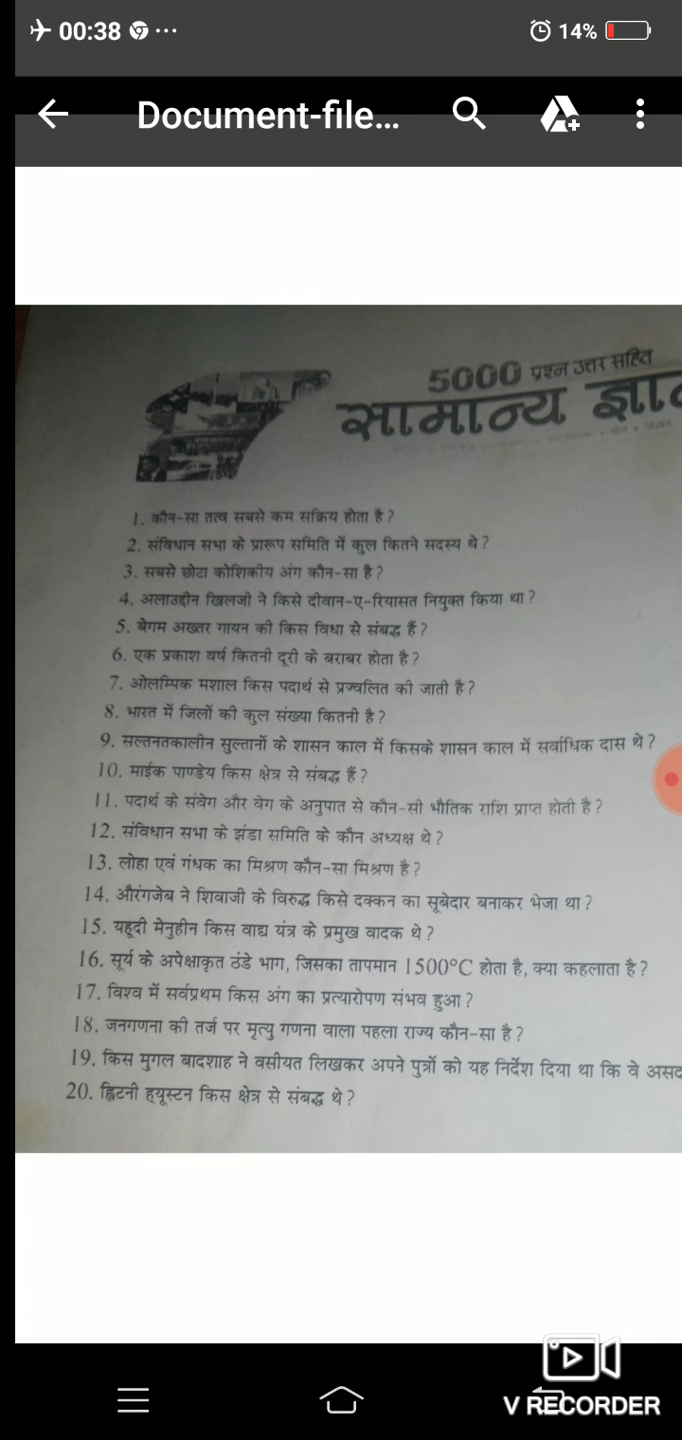 00:38 ... 14%
Document-file...
5000 प्रश्न उत्तर सहित
सामान्य
1. कौन-सा तत्व सबसे कम सक्रिय होता है?
2. संविधान सभा के प्रारूप समिति में कुल कितने सदस्य थे?
3. सबसे छोटा कोशिकीय अंग कौन-सा है?
4. अलाउद्दीन खिलजी ने किसे दीवान-ए-रियासत नियुक्त किया था?
5. बेगम अख्तर गायन की किस विधा से संबद्ध हैं?
6. एक प्रकाश वर्ष कितनी दूरी के बराबर होता है?
7. ओलम्पिक मशाल किस पदार्थ से प्रज्वलित की जाती है?
8. भारत में जिलों की कुल संख्या कितनी है?
9. सल्तनतकालीन सुल्तानों के शासन काल में किसके शासन काल में सर्वाधिक दास थे?
10. माईक पाण्डेय किस क्षेत्र से संबद्ध हैं?
11. पदार्थ के संवेग और वेग के अनुपात से कौन-सी भौतिक राशि प्राप्त होती है?
12. संविधान सभा के झंडा समिति के कौन अध्यक्ष थे?
13. लोहा एवं गंधक का मिश्रण कौन-सा मिश्रण है?
14. औरंगजेब ने शिवाजी के विरुद्ध किसे दक्कन का सूबेदार बनाकर भेजा था?
15. यहूदी मेनुहीन किस वाद्य यंत्र के प्रमुख वादक थे?
16. सूर्य के अपेक्षाकृत ठंडे भाग, जिसका तापमान 1500°C होता है, क्या कहलाता है?
17. विश्व में सर्वप्रथम किस अंग का प्रत्यारोपण संभव हुआ?
18. जनगणना की तर्ज पर मृत्यु गणना वाला पहला राज्य कौन-सा है?
19. किस मुगल बादशाह ने वसीयत लिखकर अपने पुत्रों को यह निर्देश दिया था कि वे असद
20. ह्विटनी ह्यूस्टन किस क्षेत्र से संबद्ध थे?
V RECORDER